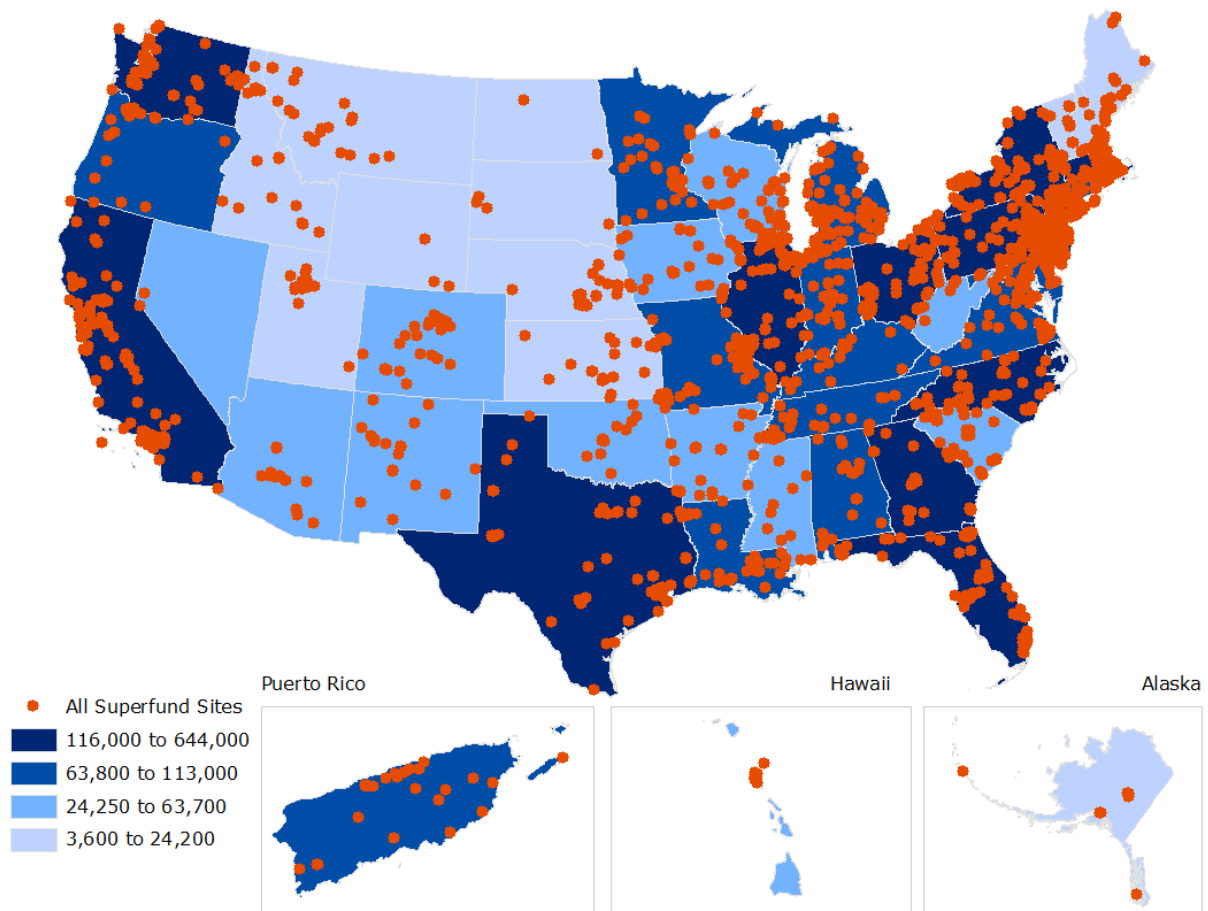 Puerto Rico
Hawaii
Alaska
All Superfund Sites
116,000 to 644,000
63,800 to 113,000
24,250 to 63,700
3,600 to 24,200